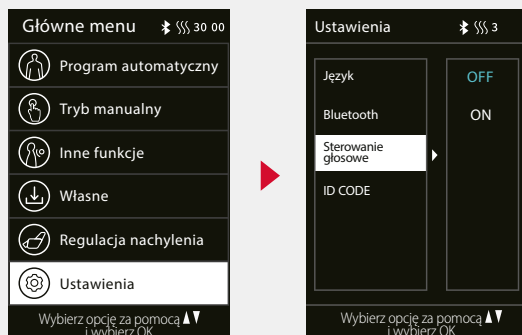 Główne menu 30 00
Program automatyczny
Tryb manualny
Inne funkcje
Własne
Regulacja nachylenia
Ustawienia
Wybierz opcję za pomocą
i wybierz OK
Ustawienia 3
Język
Bluetooth
Sterowanie
głosowe
ID CODE
OFF
ON
Wybierz opcję za pomocą
i wybierz OK